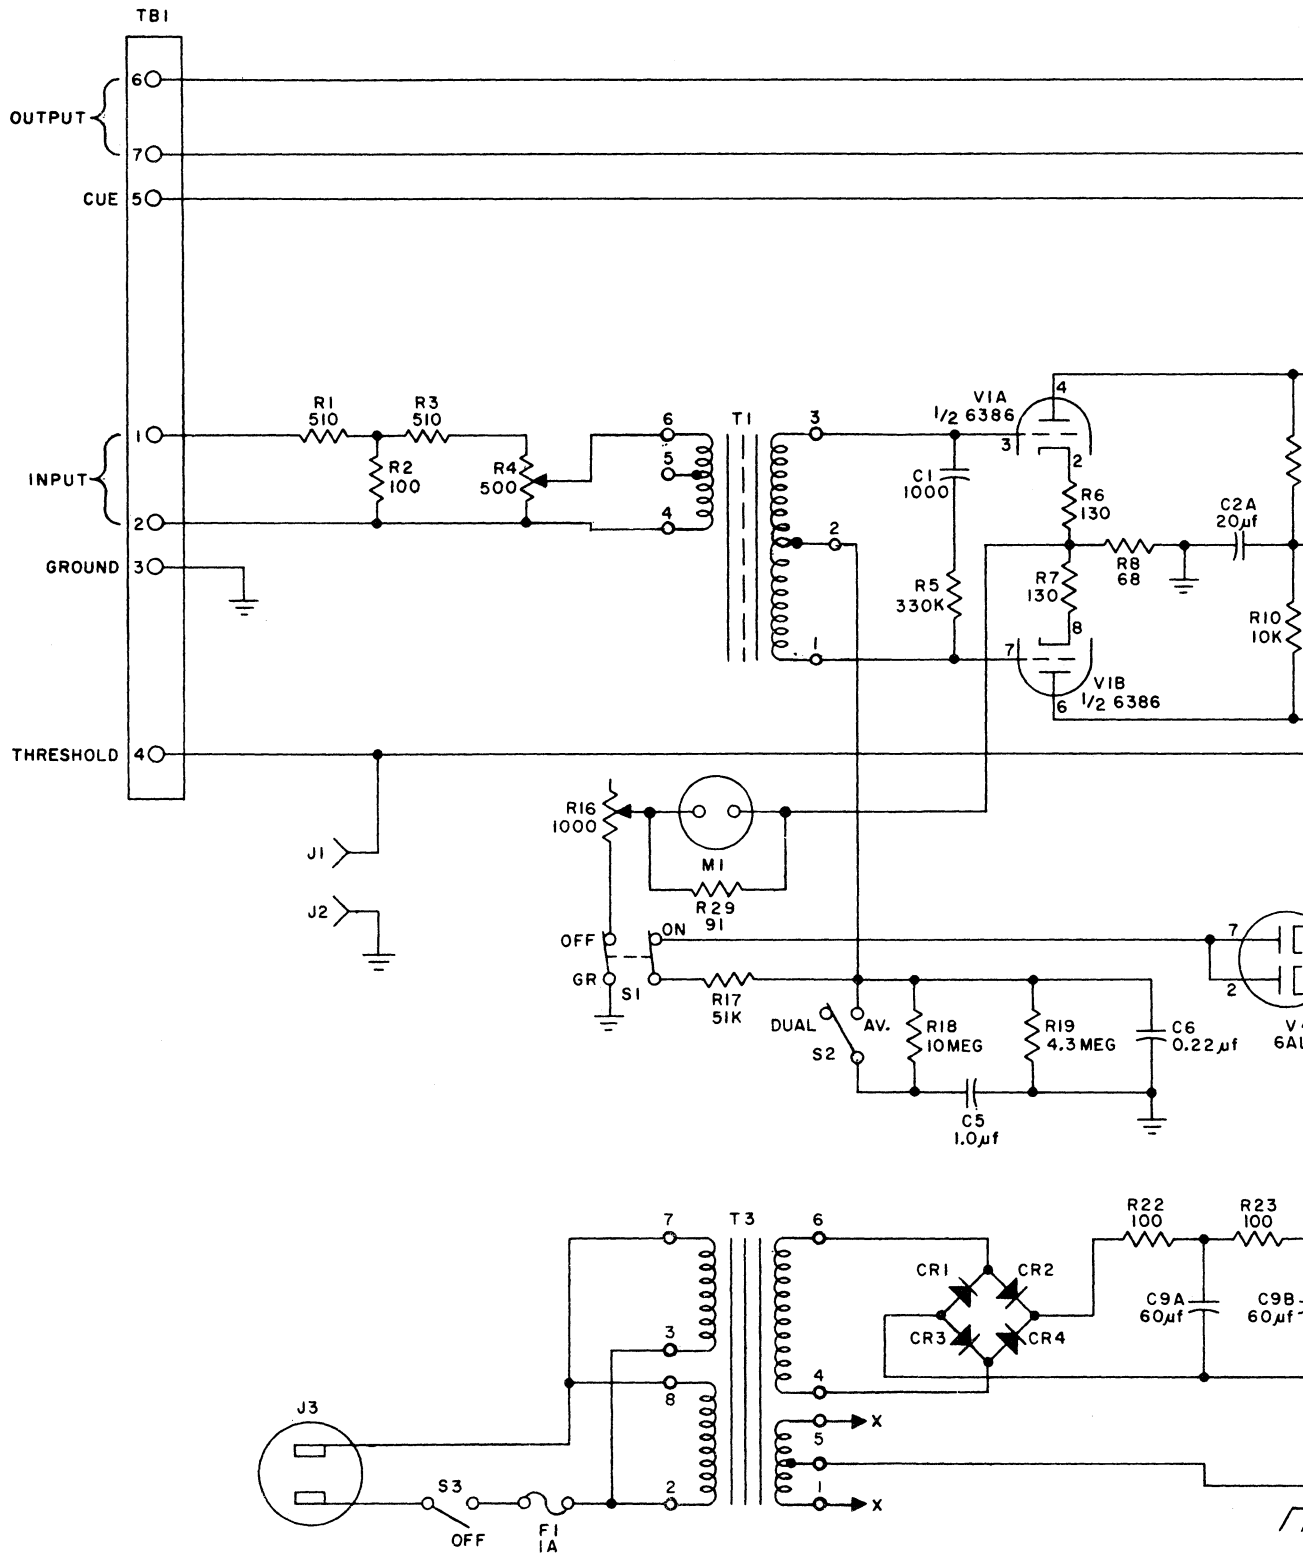 TB1
6
OUTPUT
7
CUE 5
R1
510
R3
510
R2
100
R4
500
1
INPUT
2
GROUND 3
6
5
4
T1
3
2
1
C1
1000
R5
330K
V1A
1/2 6386
4
3
2
R6
130
R7
130
R8
68
C2A
20µf
R10
10K
8
7
V1B
1/2 6386
6
THRESHOLD 4
J1
J2
R16
1000
M1
R29
91
OFF
ON
GR
S1
R17
51K
DUAL
AV.
S2
R18
10MEG
R19
4.3MEG
C6
0.22µf
C5
1.0µf
7
2
6AL
7
T3
6
3
8
2
4
X
5
1
X
CR1
CR2
CR3
CR4
R22
100
R23
100
C9A
60µf
C9B
60µf
J3
S3
OFF
F1
1A